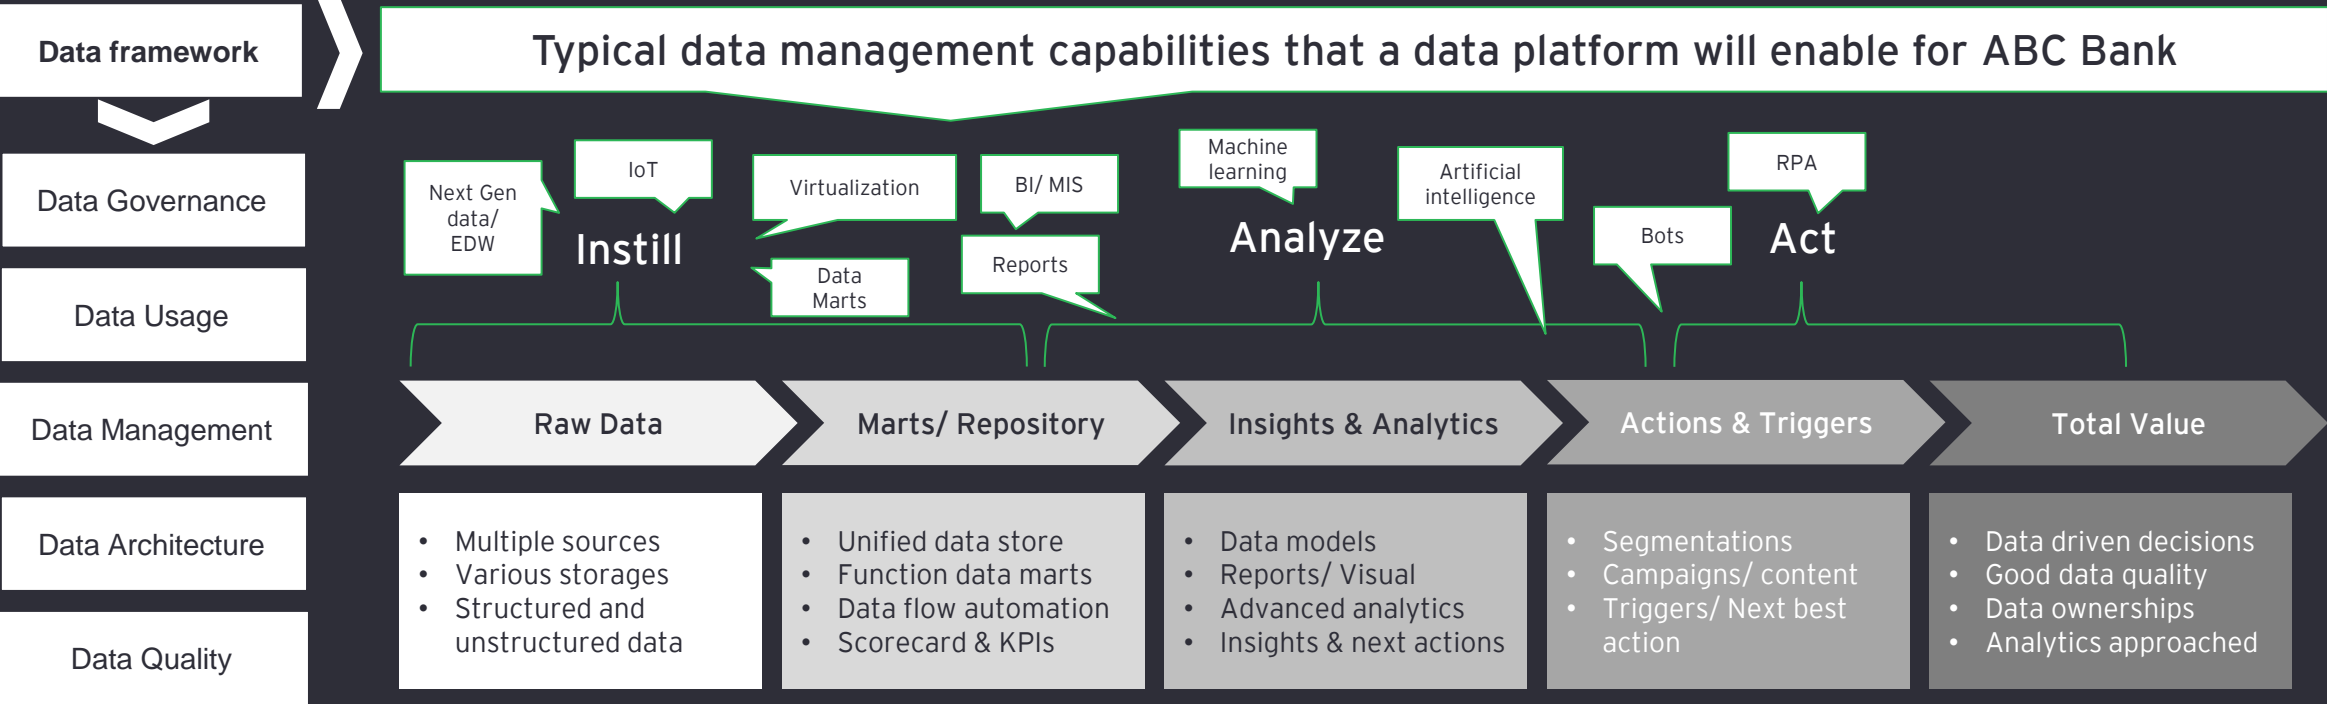 Data framework
Typical data management capabilities that a data platform will enable for ABC Bank
Data Governance
Data Usage
Data Management
Data Architecture
Data Quality
Next Gen
data/
EDW
IoT
Virtualization
Data
Marts
Instill
BI/ MIS
Reports
Machine
learning
Analyze
Artificial
intelligence
Bots
RPA
Act
Raw Data
Marts/ Repository
Insights & Analytics
Actions & Triggers
Total Value
• Multiple sources
• Various storages
• Structured and
unstructured data
• Unified data store
• Function data marts
• Data flow automation
• Scorecard & KPIs
• Data models
• Reports/ Visual
• Advanced analytics
• Insights & next actions
• Segmentations
• Campaigns/ content
• Triggers/ Next best
action
• Data driven decisions
• Good data quality
• Data ownerships
• Analytics approached